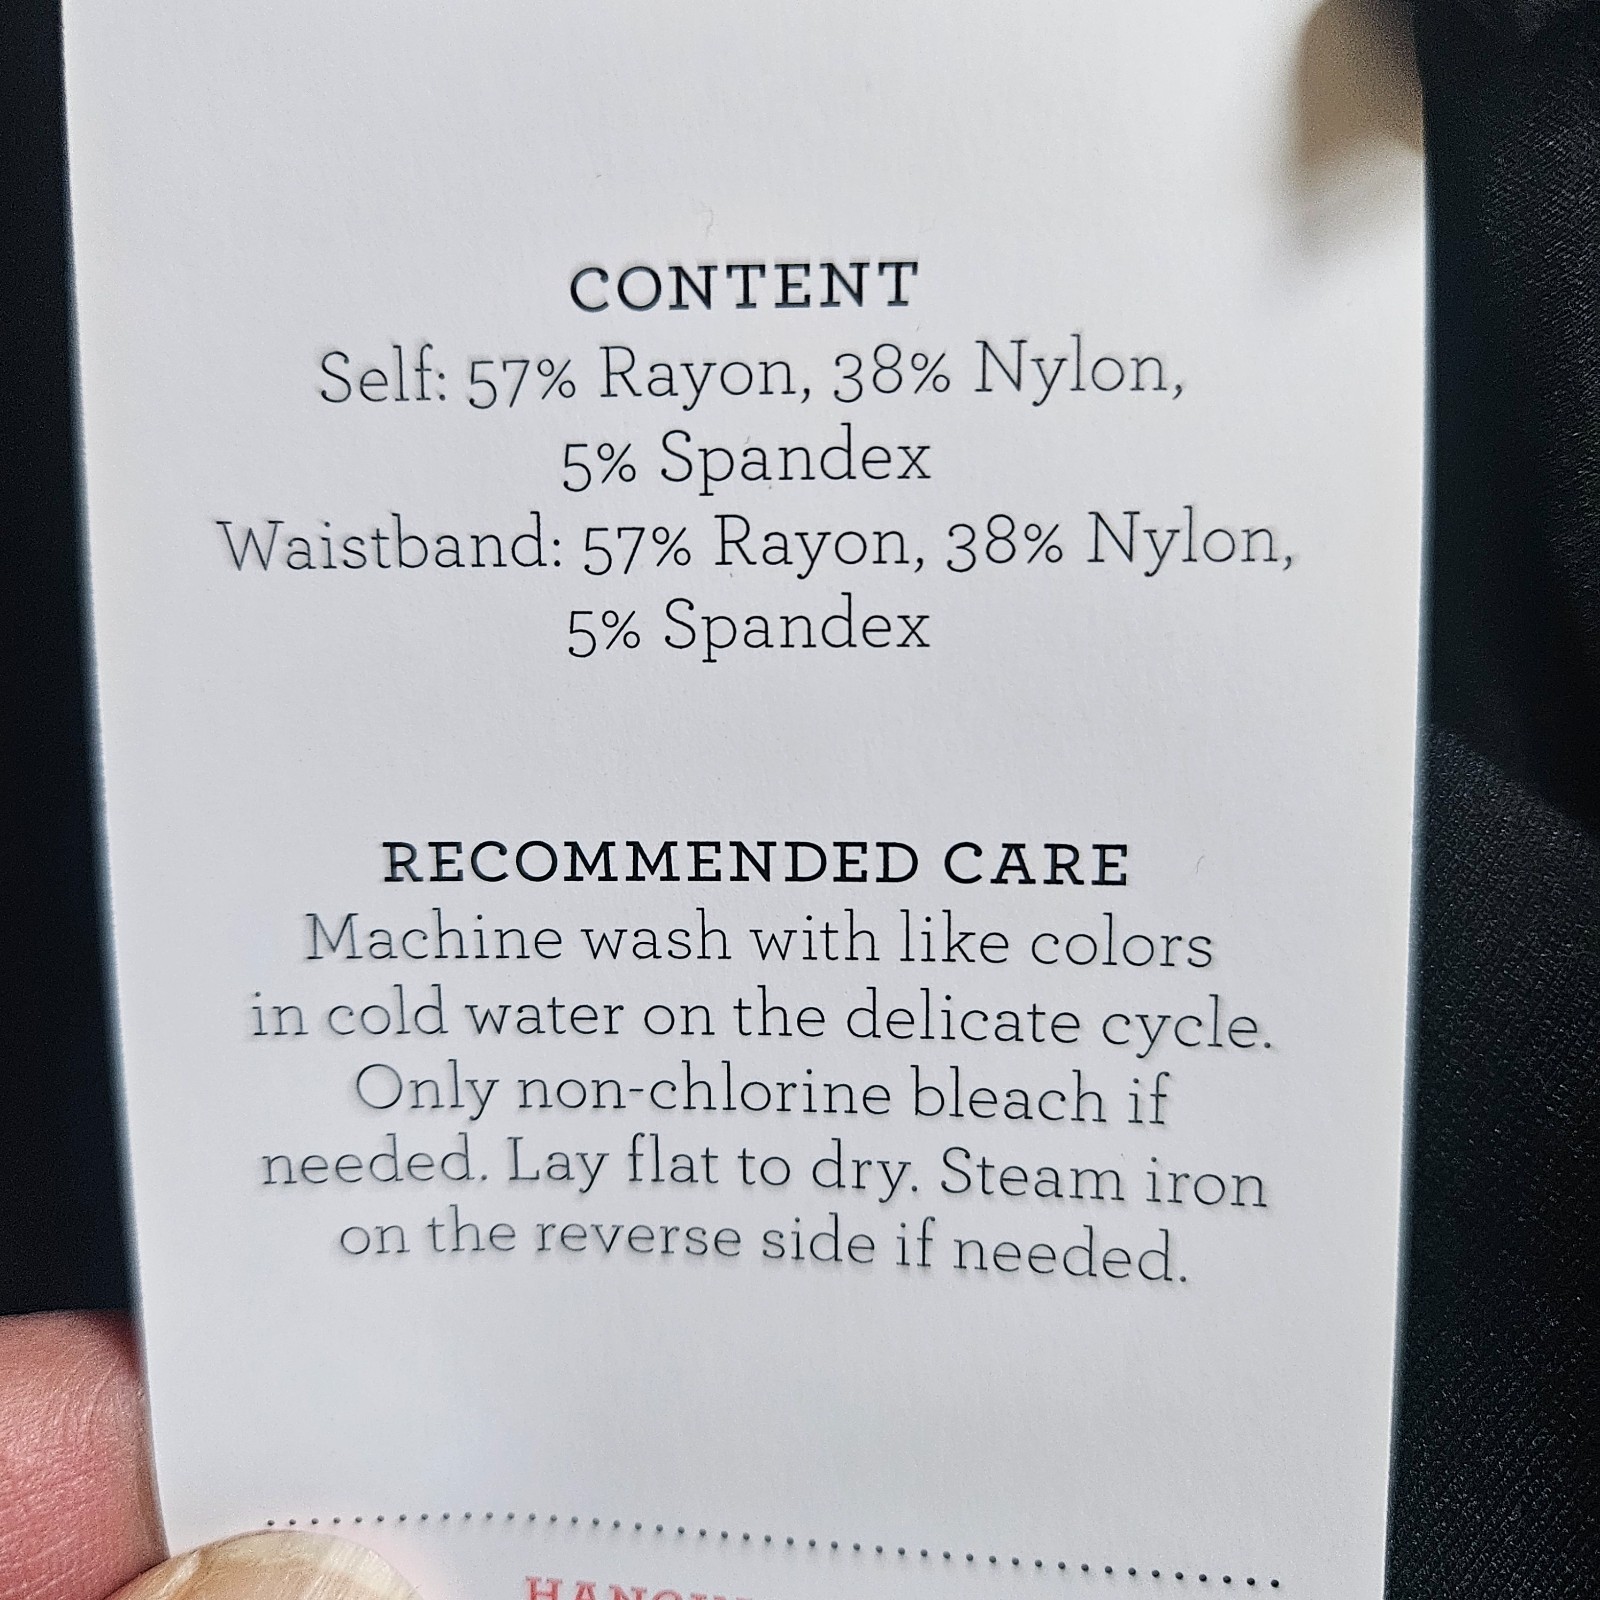 CONTENT
Self: 57% Rayon, 38% Nylon,
5% Spandex
Waistband: 57% Rayon, 38% Nylon,
5% Spandex
RECOMMENDED CARE
Machine wash with like colors
in cold water on the delicate cycle.
Only non-chlorine bleach if
needed. Lay flat to dry. Steam iron
on the reverse side if needed.